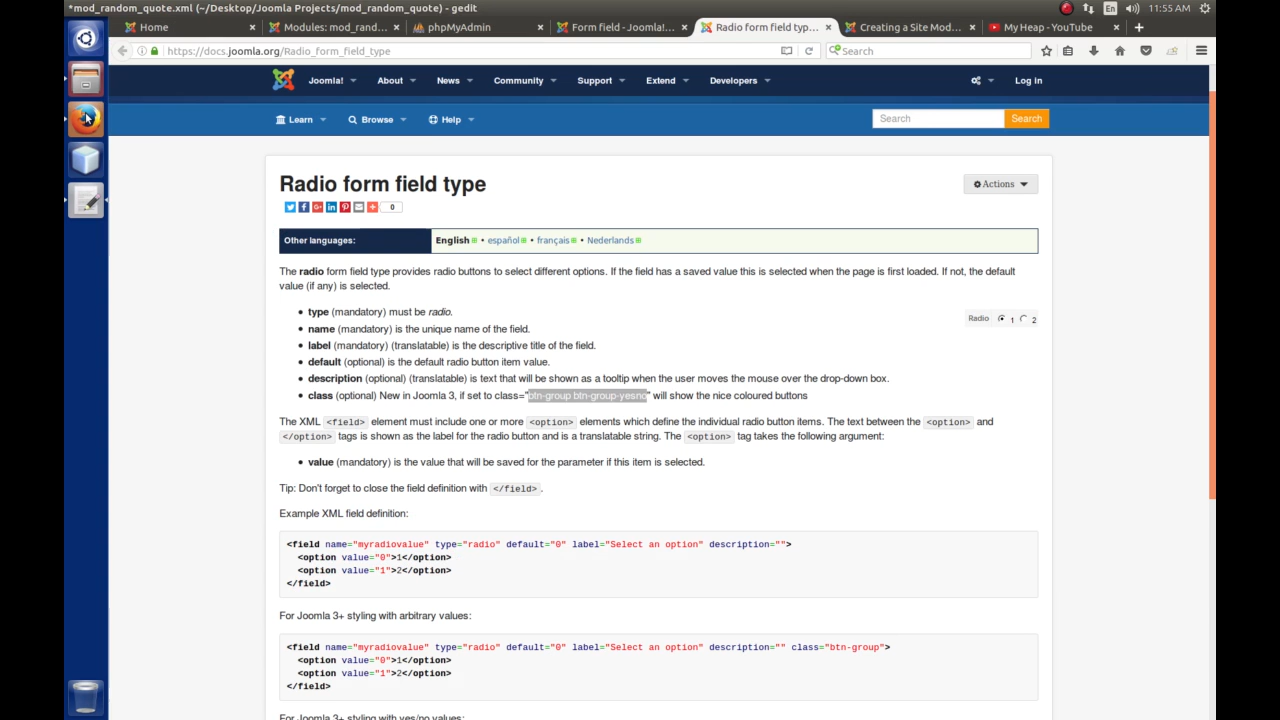 *mod_random_quote.xml (~/Desktop/Joomla Projects/mod_random_quote) - gedit
En
11:55 AM
Home
Modules: mod_random...
phpMyAdmin
Form field - Joomla!...
Radio form field typ...
Creating a Site Mod...
My Heap - YouTube
https://docs.joomla.org/Radio_form_field_type
Search
Joomla!
About
News
Community
Support
Extend
Developers
Log in
Learn
Browse
Help
Search
Search
Radio form field type
Actions
0
Other languages:
English • español • français • Nederlands
The radio form field type provides radio buttons to select different options. If the field has a saved value this is selected when the page is first loaded. If not, the default
value (if any) is selected.
• type (mandatory) must be radio.
Radio 1 2
• name (mandatory) is the unique name of the field.
• label (mandatory) (translatable) is the descriptive title of the field.
• default (optional) is the default radio button item value.
• description (optional) (translatable) is text that will be shown as a tooltip when the user moves the mouse over the drop-down box.
• class (optional) New in Joomla 3, if set to class="btn-group btn-group-yesno" will show the nice coloured buttons
The XML <field> element must include one or more <option> elements which define the individual radio button items. The text between the <option> and
</option> tags is shown as the label for the radio button and is a translatable string. The <option> tag takes the following argument:
• value (mandatory) is the value that will be saved for the parameter if this item is selected.
Tip: Don't forget to close the field definition with </field>.
Example XML field definition:
<field name="myradiovalue" type="radio" default="0" label="Select an option" description="">
<option value="0">1</option>
<option value="1">2</option>
</field>
For Joomla 3+ styling with arbitrary values:
<field name="myradiovalue" type="radio" default="0" label="Select an option" description="" class="btn-group">
<option value="0">1</option>
<option value="1">2</option>
</field>
For Joomla 3+ styling with yes/no values: